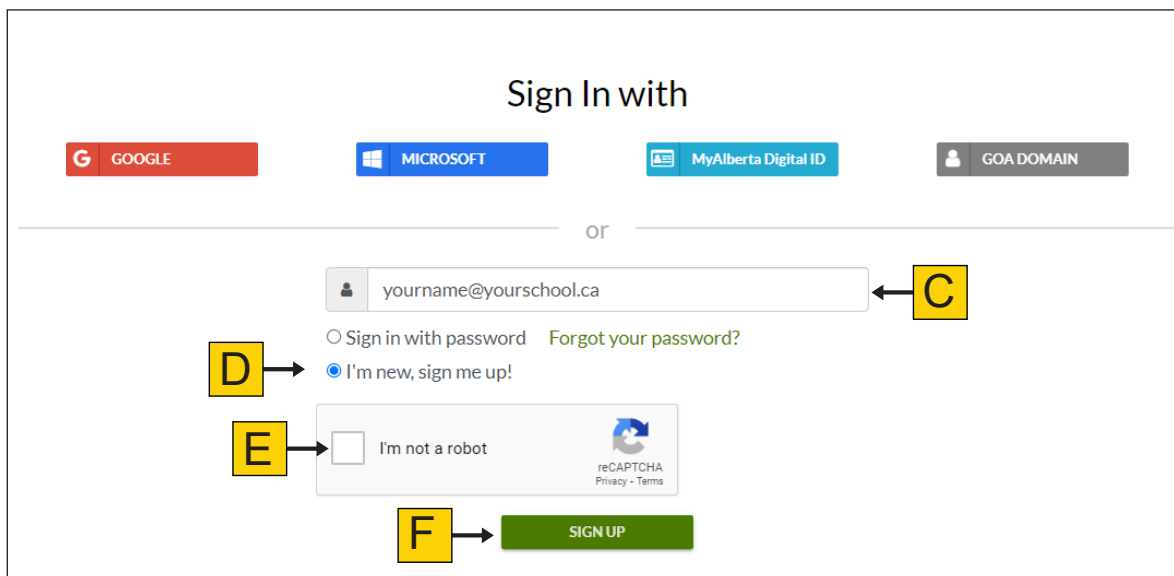 Sign In with
G GOOGLE
MICROSOFT
MyAlberta Digital ID
GOA DOMAIN
or
yourname@yourschool.ca
C
Sign in with password Forgot your password?
D
I'm new, sign me up!
E
I'm not a robot
reCAPTCHA
Privacy - Terms
F
SIGN UP